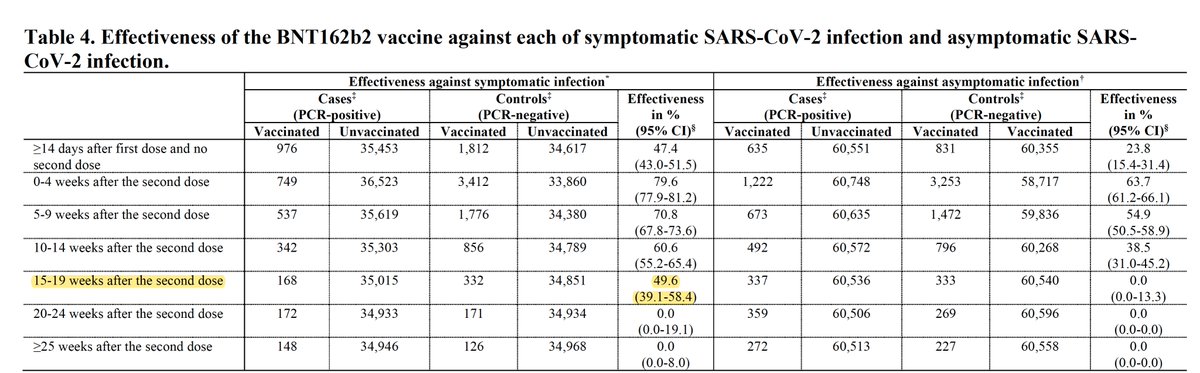 Table 4. Effectiveness of the BNT162b2 vaccine against each of symptomatic SARS-CoV-2 infection and asymptomatic SARS-
CoV-2 infection.
Effectiveness against symptomatic infection* Effectiveness against asymptomatic infection†
Cases‡ (PCR-positive) Controls‡ (PCR-negative) Effectiveness in % (95% CI)§ Cases‡ (PCR-positive) Controls‡ (PCR-negative) Effectiveness in % (95% CI)§
Vaccinated Unvaccinated Vaccinated Unvaccinated Vaccinated Unvaccinated Vaccinated Vaccinated
≥14 days after first dose and no second dose 976 35,453 1,812 34,617 47.4 (43.0-51.5) 635 60,551 831 60,355 23.8 (15.4-31.4)
0-4 weeks after the second dose 749 36,523 3,412 33,860 79.6 (77.9-81.2) 1,222 60,748 3,253 58,717 63.7 (61.2-66.1)
5-9 weeks after the second dose 537 35,619 1,776 34,380 70.8 (67.8-73.6) 673 60,635 1,472 59,836 54.9 (50.5-58.9)
10-14 weeks after the second dose 342 35,303 856 34,789 60.6 (55.2-65.4) 492 60,572 796 60,268 38.5 (31.0-45.2)
15-19 weeks after the second dose 168 35,015 332 34,851 49.6 (39.1-58.4) 337 60,536 333 60,540 0.0 (0.0-13.3)
20-24 weeks after the second dose 172 34,933 171 34,934 0.0 (0.0-19.1) 359 60,506 269 60,596 0.0 (0.0-0.0)
≥25 weeks after the second dose 148 34,946 126 34,968 0.0 (0.0-8.0) 272 60,513 227 60,558 0.0 (0.0-0.0)